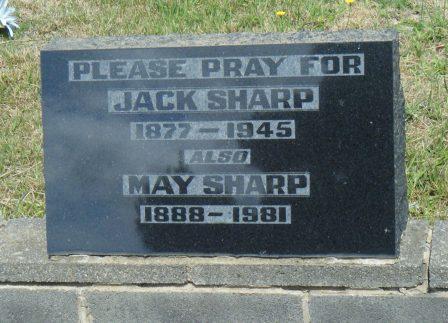 PLEASE PRAY FOR
JACK SHARP
1877-1945
ALSO
MAY SHARP
1888-1981